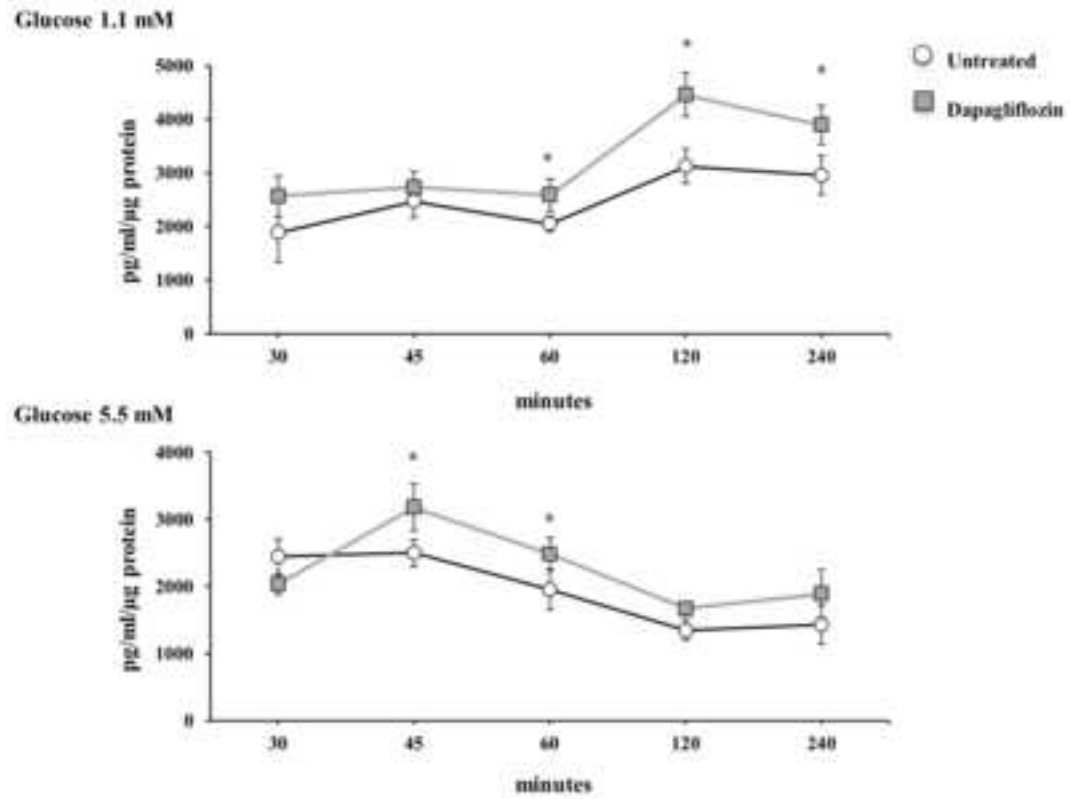 Glucose 1.1 mM
Untreated
Dapagliflozin
pg/ml/µg protein
5000
4000
3000
2000
1000
0
*
*
*
30 45 60 120 240
minutes
Glucose 5.5 mM
pg/ml/µg protein
4000
3000
2000
1000
0
*
*
30 45 60 120 240
minutes